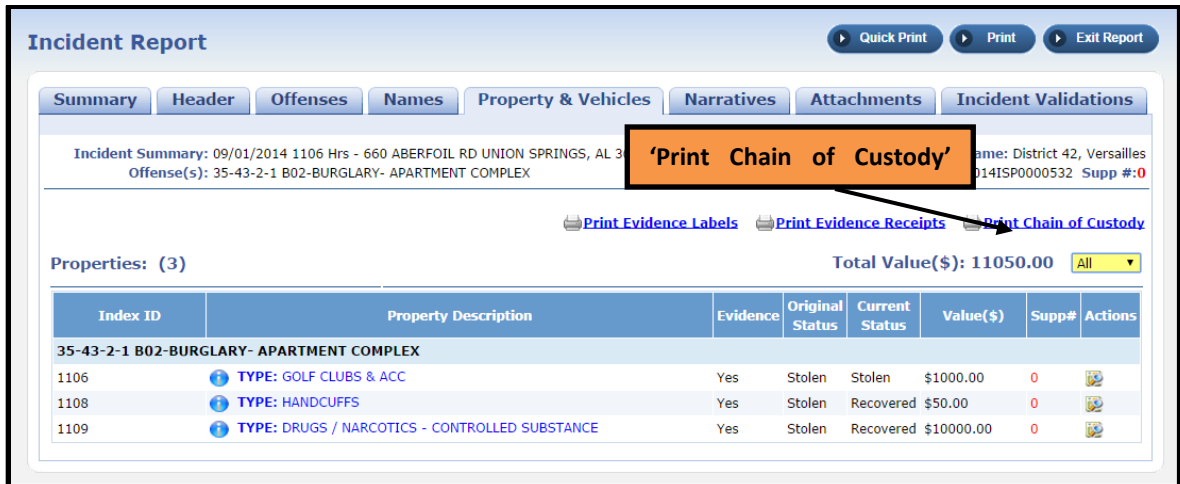 Incident Report
Quick Print Print Exit Report
Summary Header Offenses Names Property & Vehicles Narratives Attachments Incident Validations
Incident Summary: 09/01/2014 1106 Hrs - 660 ABERFOIL RD UNION SPRINGS, AL ame: District 42, Versailles
Offense(s): 35-43-2-1 B02-BURGLARY- APARTMENT COMPLEX 014ISP0000532 Supp #:0
‘Print Chain of Custody’
Print Evidence Labels Print Evidence Receipts Print Chain of Custody
Properties: (3) Total Value($): 11050.00 All
Index ID Property Description Evidence Original Status Current Status Value($) Supp# Actions
35-43-2-1 B02-BURGLARY- APARTMENT COMPLEX
1106 TYPE: GOLF CLUBS & ACC Yes Stolen Stolen $1000.00 0
1108 TYPE: HANDCUFFS Yes Stolen Recovered $50.00 0
1109 TYPE: DRUGS / NARCOTICS - CONTROLLED SUBSTANCE Yes Stolen Recovered $10000.00 0